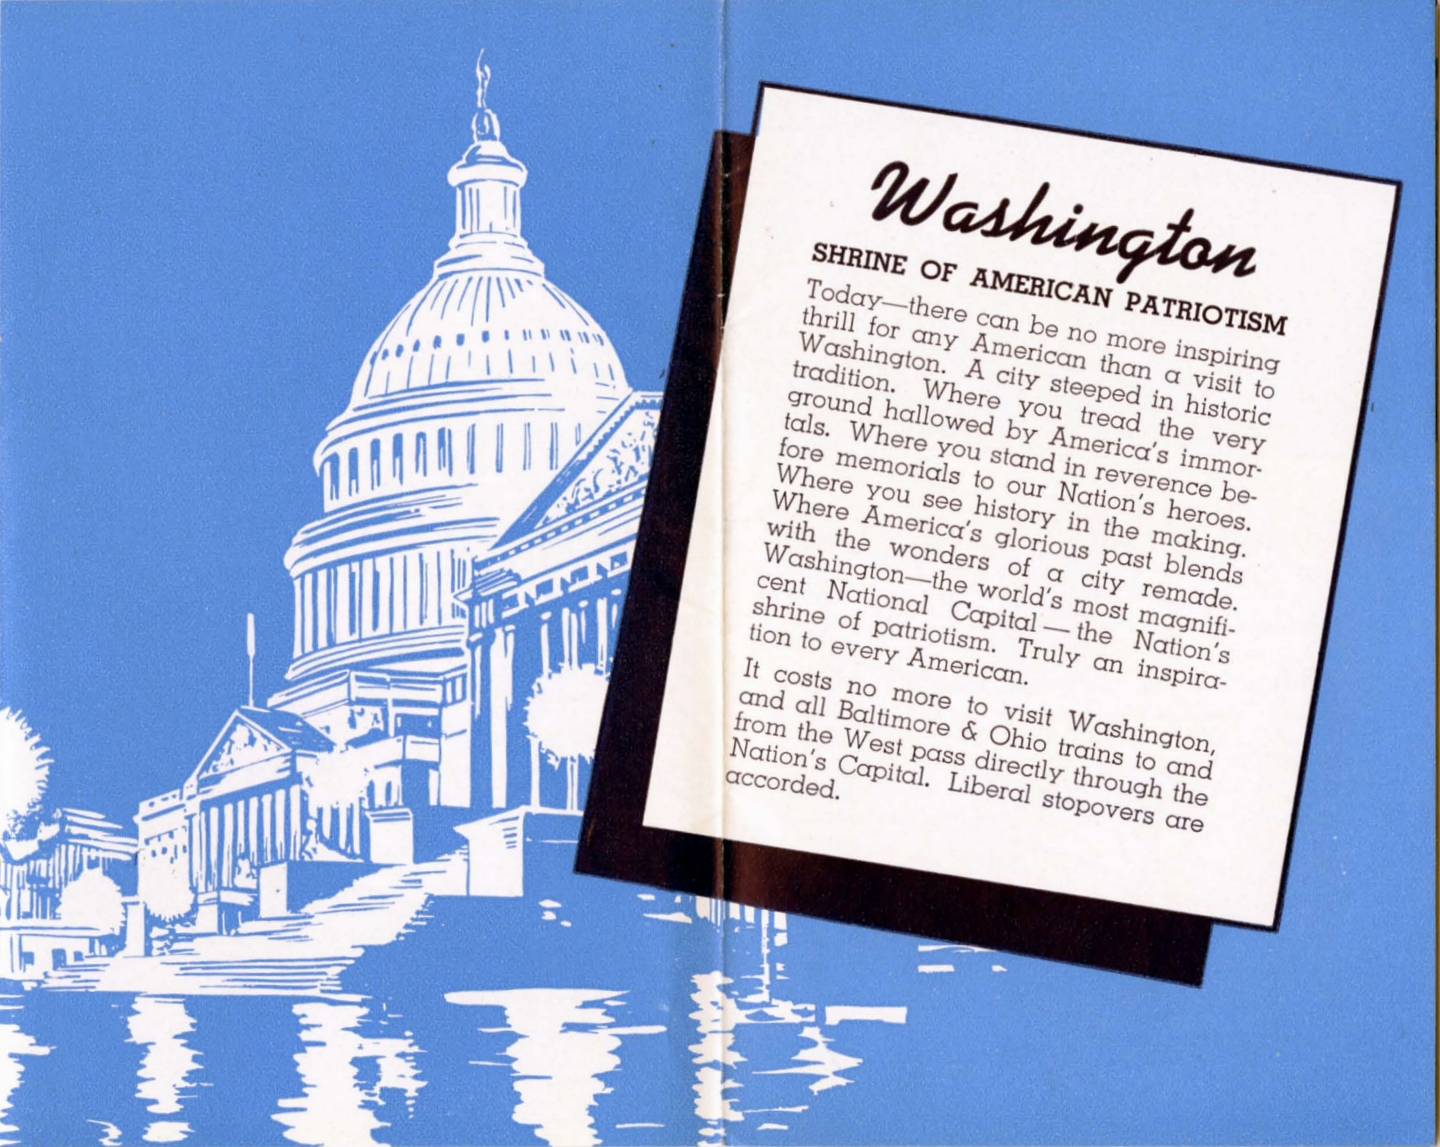 Washington
SHRINE OF AMERICAN PATRIOTISM
Today—there can be no more inspiring
thrill for any American than a visit to
Washington. A city steeped in historic
tradition. Where you tread the very
ground hallowed by America's immor-
tals. Where you stand in reverence be-
fore memorials to our Nation's heroes.
Where you see history in the making.
Where America's glorious past blends
with the wonders of a city remade.
Washington—the world's most magnifi-
cent National Capital—the Nation's
shrine of patriotism. Truly an inspira-
tion to every American.
It costs no more to visit Washington,
and all Baltimore & Ohio trains to and
from the West pass directly through the
Nation's Capital. Liberal stopovers are
accorded.